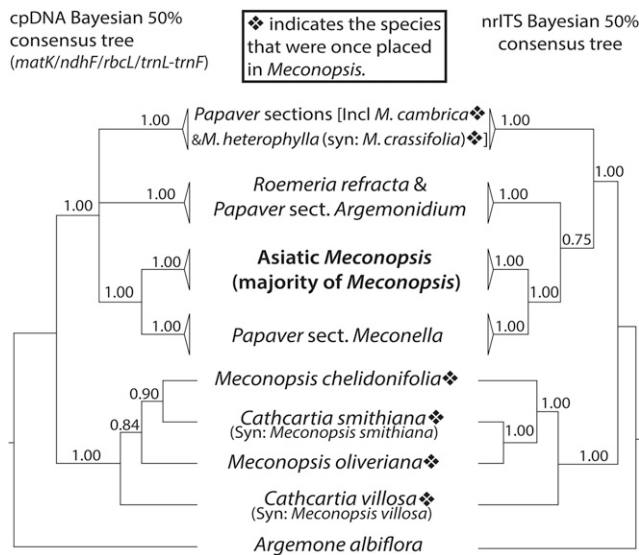 cpDNA Bayesian 50%
consensus tree
(matK/ndhF/rbcL/trnL-trnF)
❖ indicates the species
that were once placed
in Meconopsis.
nrITS Bayesian 50%
consensus tree
1.00
Papaver sections [Incl M. cambrica❖
&M. heterophylla (syn: M. crassifolia)❖]
1.00
1.00
1.00
1.00
Roemeria refracta &
Papaver sect. Argemonidium
1.00
0.75
1.00
Asiatic Meconopsis
(majority of Meconopsis)
1.00
1.00
1.00
1.00
Papaver sect. Meconella
1.00
0.90
Meconopsis chelidonifolia❖
1.00
0.84
Cathcartia smithiana❖
(Syn: Meconopsis smithiana)
1.00
1.00
Meconopsis oliveriana❖
1.00
Cathcartia villosa❖
(Syn: Meconopsis villosa)
Argemone albiflora